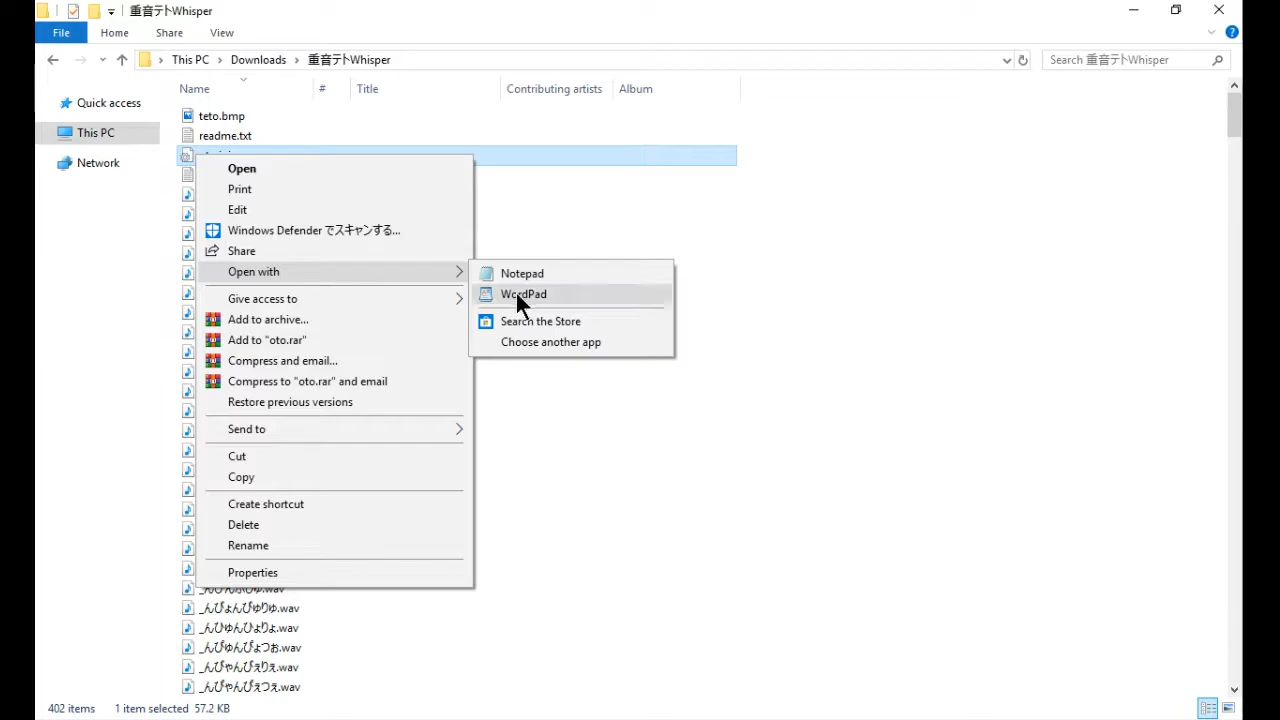 重音テトWhisper
File
Home
Share
View
This PC
Downloads
重音テトWhisper
Search 重音テトWhisper
Quick access
This PC
Network
Name
#
Title
Contributing artists
Album
teto.bmp
readme.txt
Open
Print
Edit
Windows Defender でスキャンする...
Share
Open with
Give access to
Add to archive...
Add to "oto.rar"
Compress and email...
Compress to "oto.rar" and email
Restore previous versions
Send to
Cut
Copy
Create shortcut
Delete
Rename
Properties
Notepad
WordPad
Search the Store
Choose another app
_んぴょんぴゅりゅ.wav
_んひゅんひょりょ.wav
_んぴゅんぴょつぉ.wav
_んぴゃんぴぇりぇ.wav
_んぴゃんぴぇつぇ.wav
402 items
1 item selected 57.2 KB